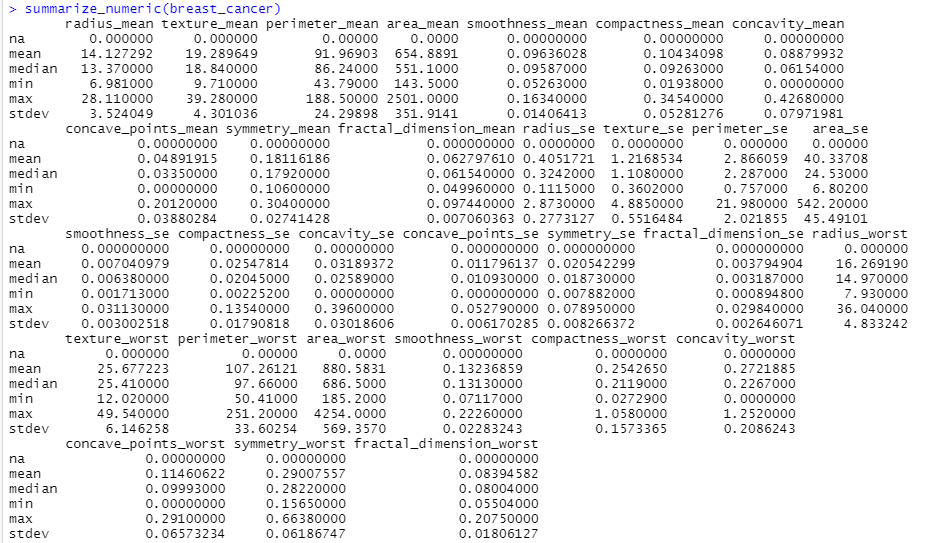 > summarize_numeric(breast_cancer)
radius_mean texture_mean perimeter_mean area_mean smoothness_mean compactness_mean concavity_mean
na 0.000000 0.000000 0.00000 0.0000 0.00000000 0.00000000 0.00000000
mean 14.127292 19.289649 91.96903 654.8891 0.09636028 0.10434098 0.08879932
median 13.370000 18.840000 86.24000 551.1000 0.09587000 0.09263000 0.06154000
min 6.981000 9.710000 43.79000 143.5000 0.05263000 0.01938000 0.00000000
max 28.110000 39.280000 188.50000 2501.0000 0.16340000 0.34540000 0.42680000
stdev 3.524049 4.301036 24.29898 351.9141 0.01406413 0.05281276 0.07971981
concave_points_mean symmetry_mean fractal_dimension_mean radius_se texture_se perimeter_se area_se
na 0.00000000 0.00000000 0.000000000 0.0000000 0.0000000 0.000000 0.00000
mean 0.04891915 0.18116186 0.062797610 0.4051721 1.2168534 2.866059 40.33708
median 0.03350000 0.17920000 0.061540000 0.3242000 1.1080000 2.287000 24.53000
min 0.00000000 0.10600000 0.049960000 0.1115000 0.3602000 0.757000 6.80200
max 0.20120000 0.30400000 0.097440000 2.8730000 4.8850000 21.980000 542.20000
stdev 0.03880284 0.02741428 0.007060363 0.2773127 0.5516484 2.021855 45.49101
smoothness_se compactness_se concavity_se concave_points_se symmetry_se fractal_dimension_se radius_worst
na 0.000000000 0.00000000 0.00000000 0.000000000 0.000000000 0.000000000 0.000000
mean 0.007040979 0.02547814 0.03189372 0.011796137 0.020542299 0.003794904 16.269190
median 0.006380000 0.02045000 0.02589000 0.010930000 0.018730000 0.003187000 14.970000
min 0.001713000 0.00225200 0.00000000 0.000000000 0.007882000 0.000894800 7.930000
max 0.031130000 0.13540000 0.39600000 0.052790000 0.078950000 0.029840000 36.040000
stdev 0.003002518 0.01790818 0.03018606 0.006170285 0.008266372 0.002646071 4.833242
texture_worst perimeter_worst area_worst smoothness_worst compactness_worst concavity_worst
na 0.000000 0.00000 0.0000 0.00000000 0.0000000 0.0000000
mean 25.677223 107.26121 880.5831 0.13236859 0.2542650 0.2721885
median 25.410000 97.66000 686.5000 0.13130000 0.2119000 0.2267000
min 12.020000 50.41000 185.2000 0.07117000 0.0272900 0.0000000
max 49.540000 251.20000 4254.0000 0.22260000 1.0580000 1.2520000
stdev 6.146258 33.60254 569.3570 0.02283243 0.1573365 0.2086243
concave_points_worst symmetry_worst fractal_dimension_worst
na 0.00000000 0.00000000 0.00000000
mean 0.11460622 0.29007557 0.08394582
median 0.09993000 0.28220000 0.08004000
min 0.00000000 0.15650000 0.05504000
max 0.29100000 0.66380000 0.20750000
stdev 0.06573234 0.06186747 0.01806127